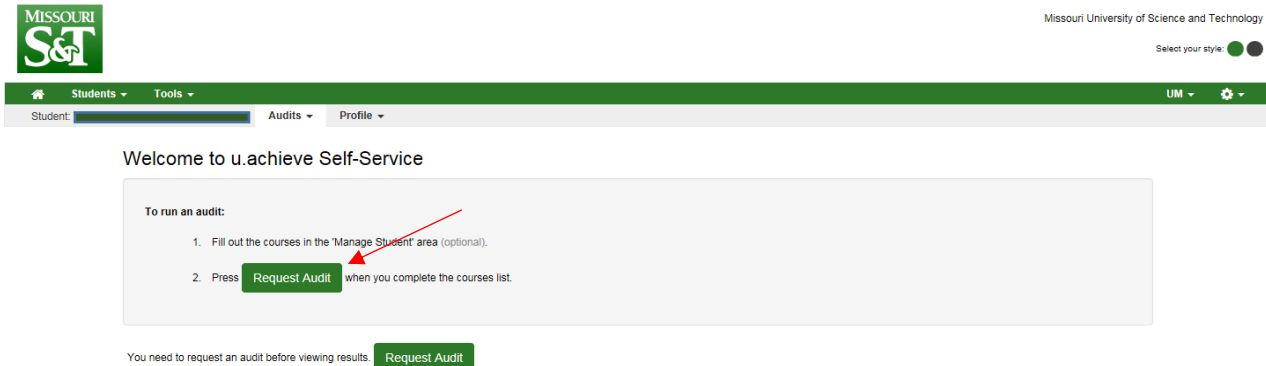 MISSOURI
S&T
Missouri University of Science and Technology
Select your style:
Students Tools UM
Student: Audits Profile
Welcome to u.achieve Self-Service
To run an audit:
1. Fill out the courses in the 'Manage Student' area (optional).
2. Press Request Audit when you complete the courses list.
You need to request an audit before viewing results. Request Audit